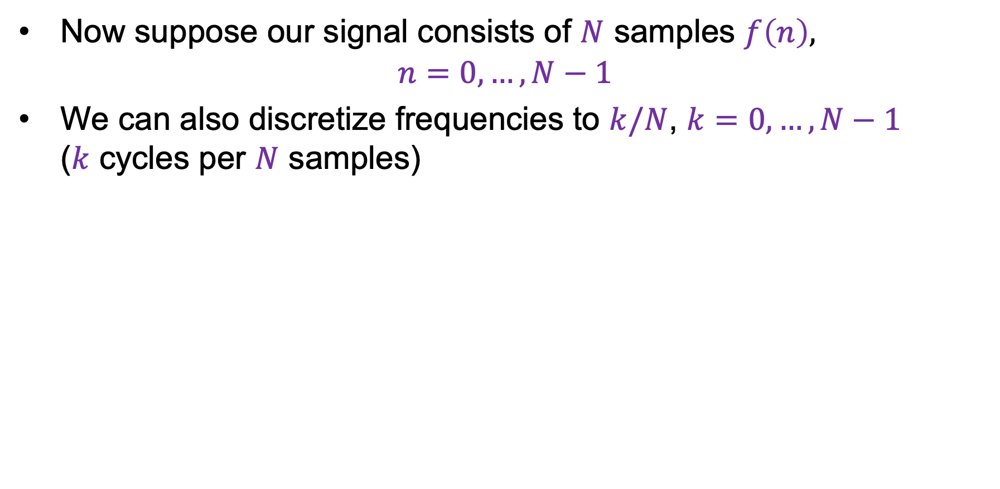 • Now suppose our signal consists of N samples f(n),
n = 0, … , N − 1
• We can also discretize frequencies to k/N, k = 0, … , N − 1
(k cycles per N samples)